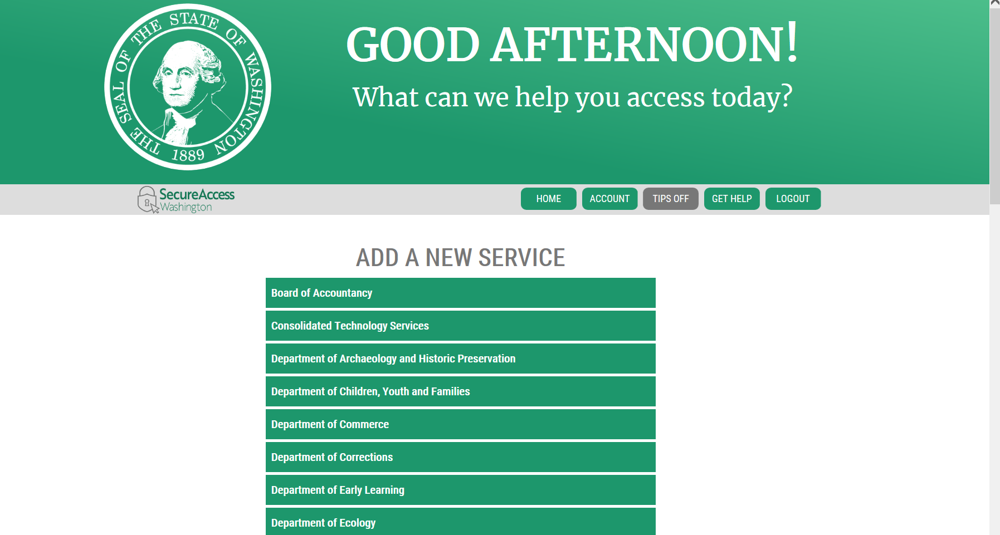 THE SEAL OF THE STATE OF WASHINGTON
1889
GOOD AFTERNOON!
What can we help you access today?
SecureAccess
Washington
HOME
ACCOUNT
TIPS OFF
GET HELP
LOGOUT
ADD A NEW SERVICE
Board of Accountancy
Consolidated Technology Services
Department of Archaeology and Historic Preservation
Department of Children, Youth and Families
Department of Commerce
Department of Corrections
Department of Early Learning
Department of Ecology